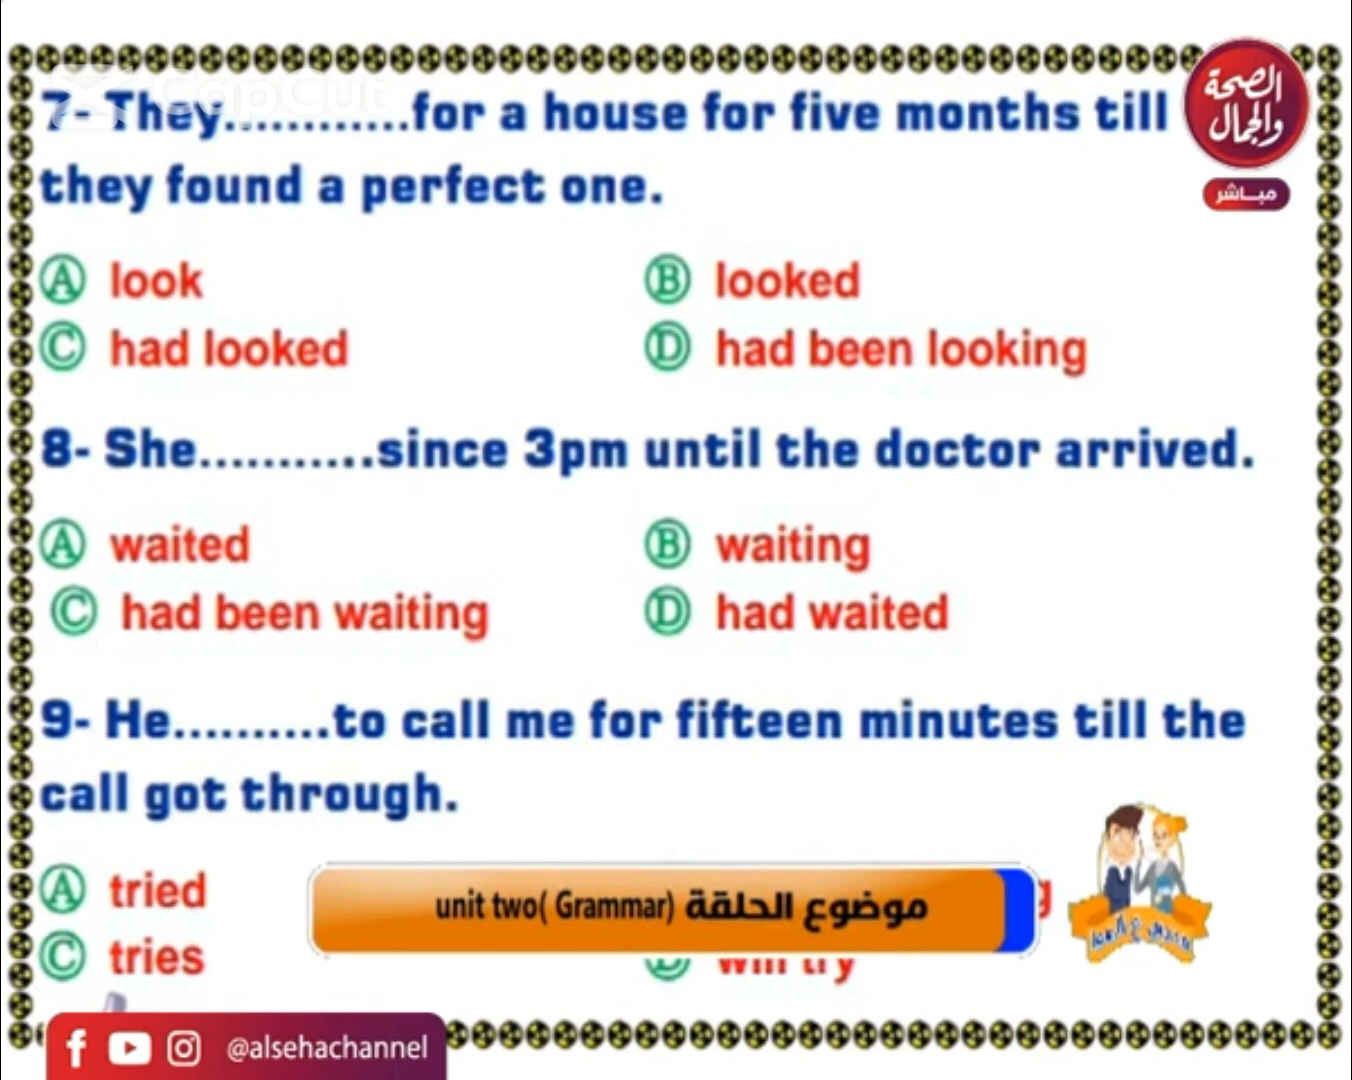 CapCut
الصحة
والجمال
مباشر
7- They............for a house for five months till
they found a perfect one.
A look
B looked
C had looked
D had been looking
8- She...........since 3pm until the doctor arrived.
A waited
B waiting
C had been waiting
D had waited
9- He..........to call me for fifteen minutes till the
call got through.
A tried
C tries
D will try
موضوع الحلقة unit two( Grammar)
@alsehachannel